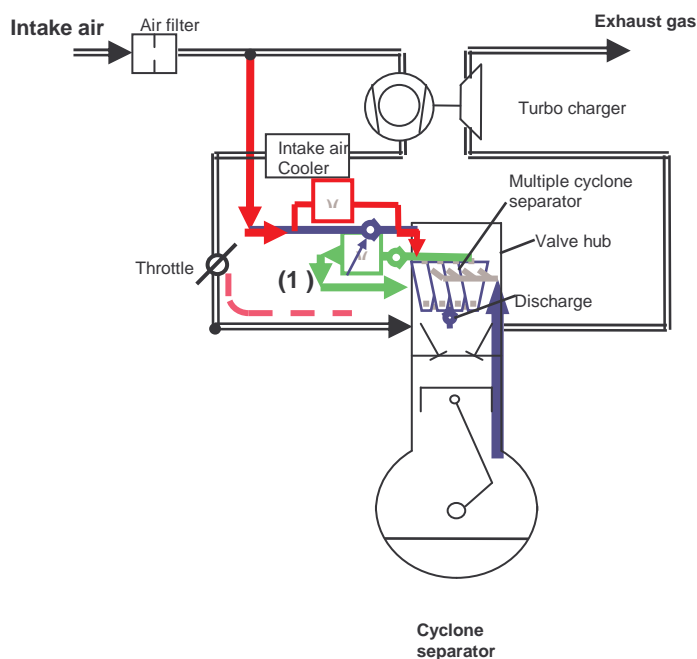 Intake air
Air filter
Exhaust gas
Turbo charger
Intake air
Cooler
Multiple cyclone
separator
Valve hub
Throttle
(1 )
Discharge
Cyclone
separator